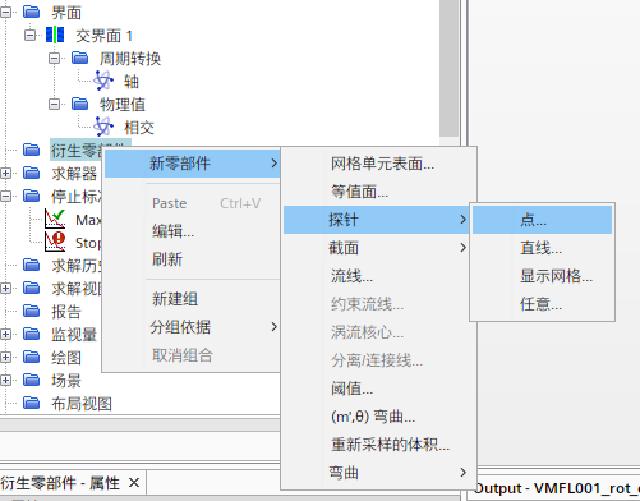 界面
交界面 1
周期转换
轴
物理值
相交
衍生零部件
求解器
停止标准
Max
Stop
求解历史
求解视图
报告
监视量
绘图
场景
布局视图
新零部件
Paste Ctrl+V
编辑...
刷新
新建组
分组依据
取消组合
网格单元表面...
等值面...
探针
截面
流线...
约束流线...
涡流核心...
分离/连接线...
阈值...
(m',θ) 弯曲...
重新采样的体积...
弯曲
点...
直线...
显示网格...
任意...
衍生零部件 - 属性 ×
Output - VMFL001_rot_